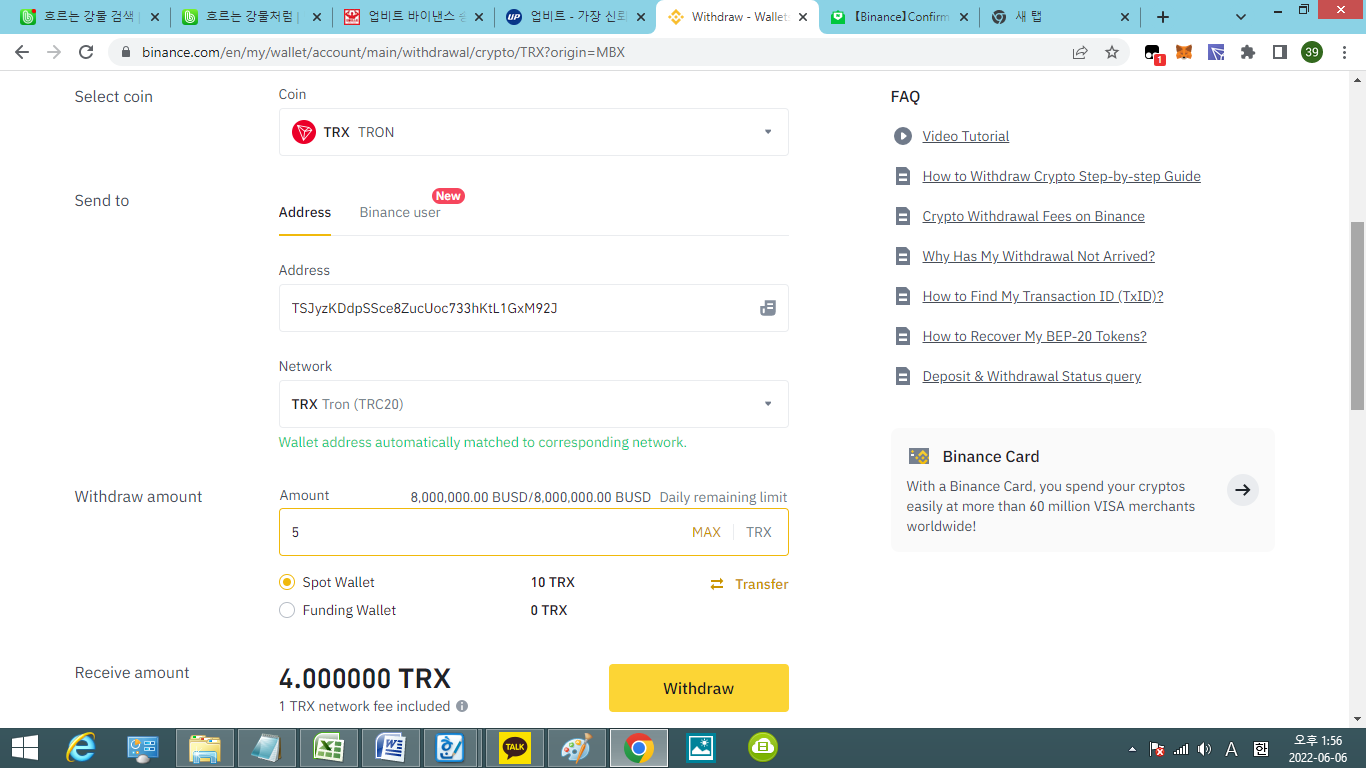 흐르는 강물 검색
흐르는 강물처럼
업비트 바이낸스
업비트 - 가장 신뢰
Withdraw - Wallet
【Binance】Confirm
새 탭
binance.com/en/my/wallet/account/main/withdrawal/crypto/TRX?origin=MBX
1
39
Select coin
Coin
TRX TRON
Send to
New
Address
Binance user
Address
TSJyzKDdpSSce8ZucUoc733hKtL1GxM92J
Network
TRX Tron (TRC20)
Wallet address automatically matched to corresponding network.
Withdraw amount
Amount
8,000,000.00 BUSD/8,000,000.00 BUSD Daily remaining limit
5
MAX
TRX
Spot Wallet
10 TRX
Transfer
Funding Wallet
0 TRX
Receive amount
4.000000 TRX
1 TRX network fee included
Withdraw
FAQ
Video Tutorial
How to Withdraw Crypto Step-by-step Guide
Crypto Withdrawal Fees on Binance
Why Has My Withdrawal Not Arrived?
How to Find My Transaction ID (TxID)?
How to Recover My BEP-20 Tokens?
Deposit & Withdrawal Status query
Binance Card
With a Binance Card, you spend your cryptos
easily at more than 60 million VISA merchants
worldwide!
TALK
A
한
오후 1:56
2022-06-06